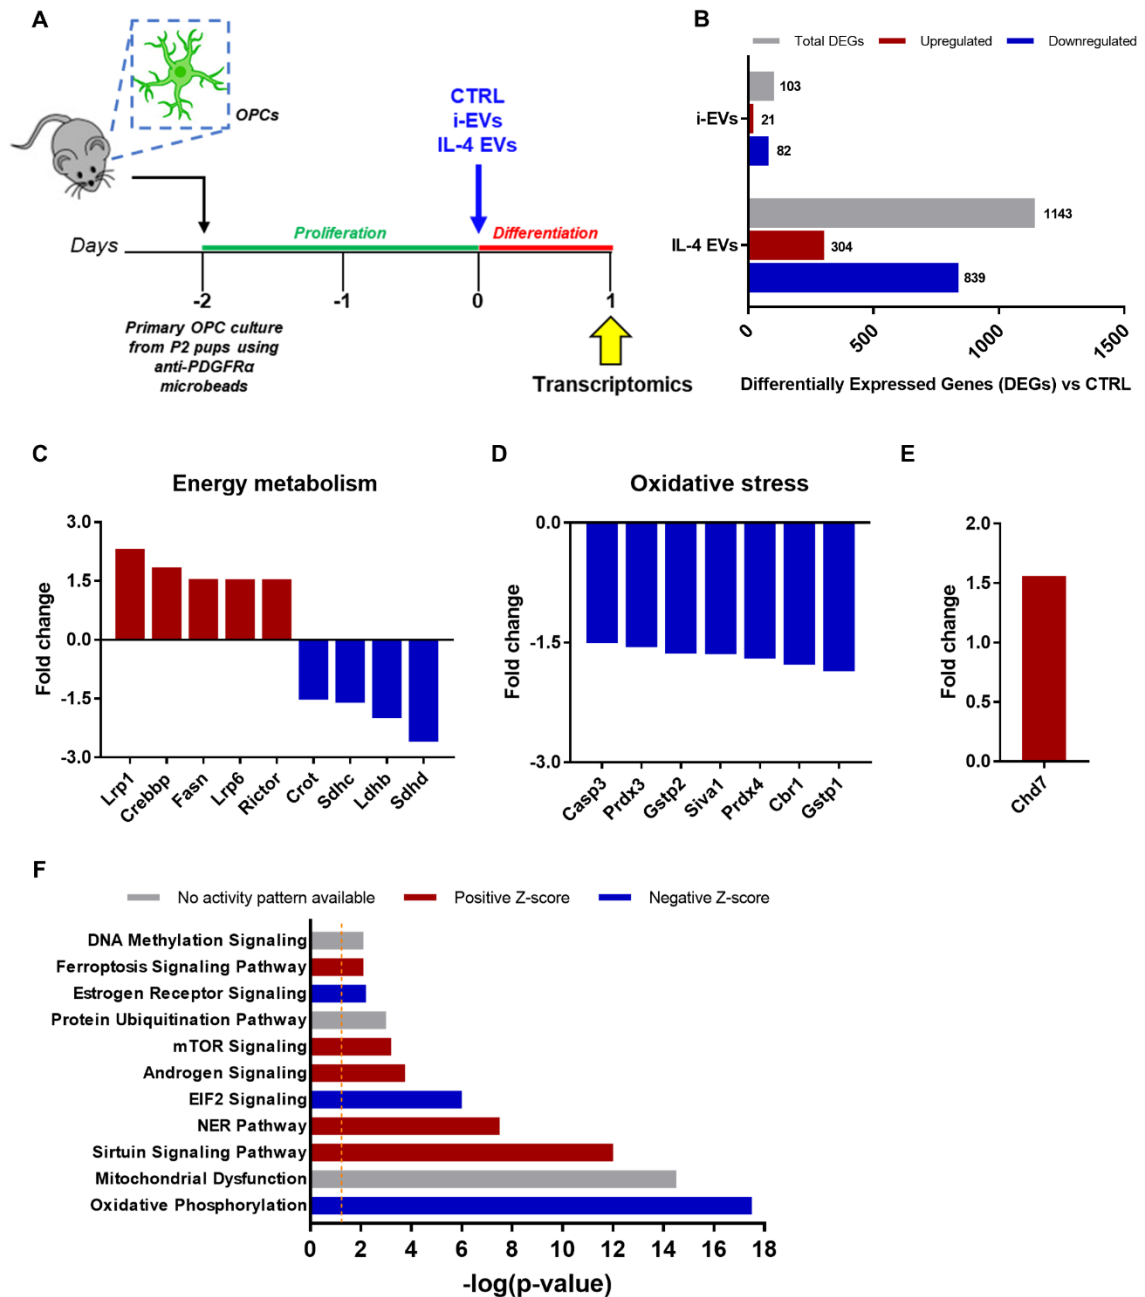 A
OPCs
CTRL
i-EVs
IL-4 EVs
Days
Proliferation
Differentiation
-2
-1
0
1
Primary OPC culture
from P2 pups using
anti-PDGFRα
microbeads
Transcriptomics
B
Total DEGs
Upregulated
Downregulated
i-EVs
103
21
82
IL-4 EVs
1143
304
839
0
500
1000
1500
Differentially Expressed Genes (DEGs) vs CTRL
C
Energy metabolism
Fold change
3.0
1.5
0.0
-1.5
-3.0
Lrp1
Crebbp
Fasn
Lrp6
Rictor
Crot
Sdhc
Ldhb
Sdhd
D
Oxidative stress
Fold change
0.0
-1.5
-3.0
Casp3
Prdx3
Gstp2
Siva1
Prdx4
Cbr1
Gstp1
E
Fold change
2.0
1.5
1.0
0.5
0.0
Chd7
F
No activity pattern available
Positive Z-score
Negative Z-score
DNA Methylation Signaling
Ferroptosis Signaling Pathway
Estrogen Receptor Signaling
Protein Ubiquitination Pathway
mTOR Signaling
Androgen Signaling
EIF2 Signaling
NER Pathway
Sirtuin Signaling Pathway
Mitochondrial Dysfunction
Oxidative Phosphorylation
0 2 4 6 8 10 12 14 16 18
-log(p-value)